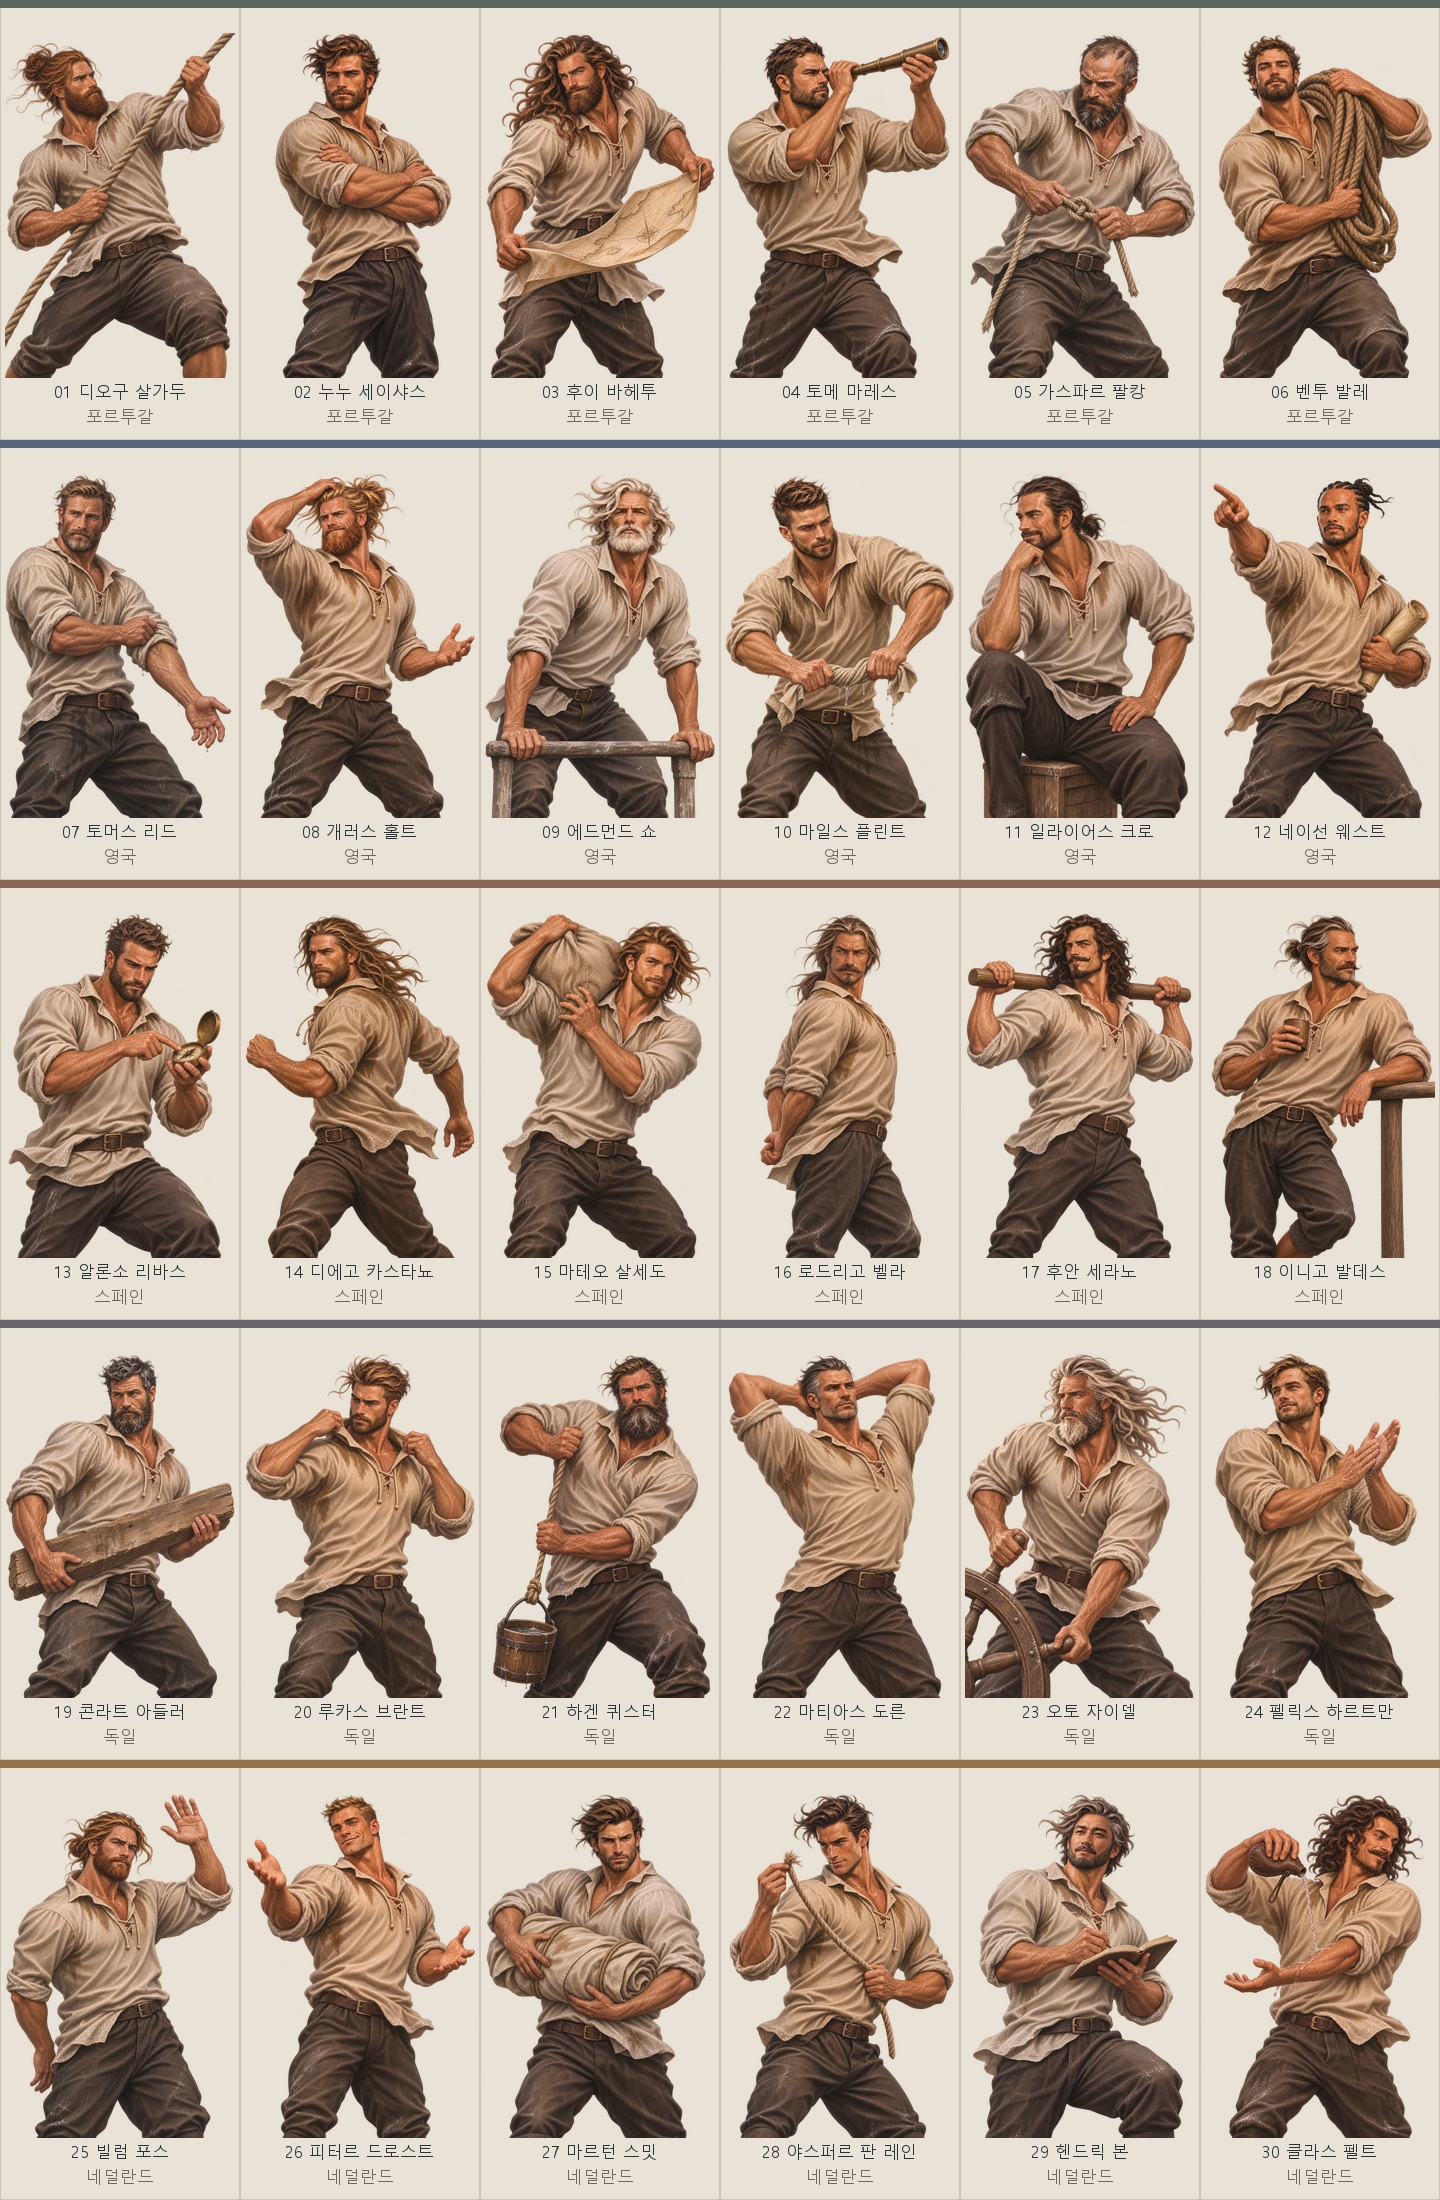 01 디오구 살가두
포르투갈
02 누누 세이샤스
포르투갈
03 후이 바헤투
포르투갈
04 토메 마레스
포르투갈
05 가스파르 팔캉
포르투갈
06 벤투 발레
포르투갈
07 토머스 리드
영국
08 개러스 홀트
영국
09 에드먼드 쇼
영국
10 마일스 플린트
영국
11 일라이어스 크로
영국
12 네이선 웨스트
영국
13 알론소 리바스
스페인
14 디에고 카스타뇨
스페인
15 마테오 살세도
스페인
16 로드리고 벨라
스페인
17 후안 세라노
스페인
18 이니고 발데스
스페인
19 콘라트 아들러
독일
20 루카스 브란트
독일
21 하겐 퀴스터
독일
22 마티아스 도른
독일
23 오토 자이델
독일
24 펠릭스 하르트만
독일
25 빌럼 포스
네덜란드
26 피터르 드로스트
네덜란드
27 마르턴 스밋
네덜란드
28 야스퍼르 판 레인
네덜란드
29 헨드릭 본
네덜란드
30 클라스 펠트
네덜란드